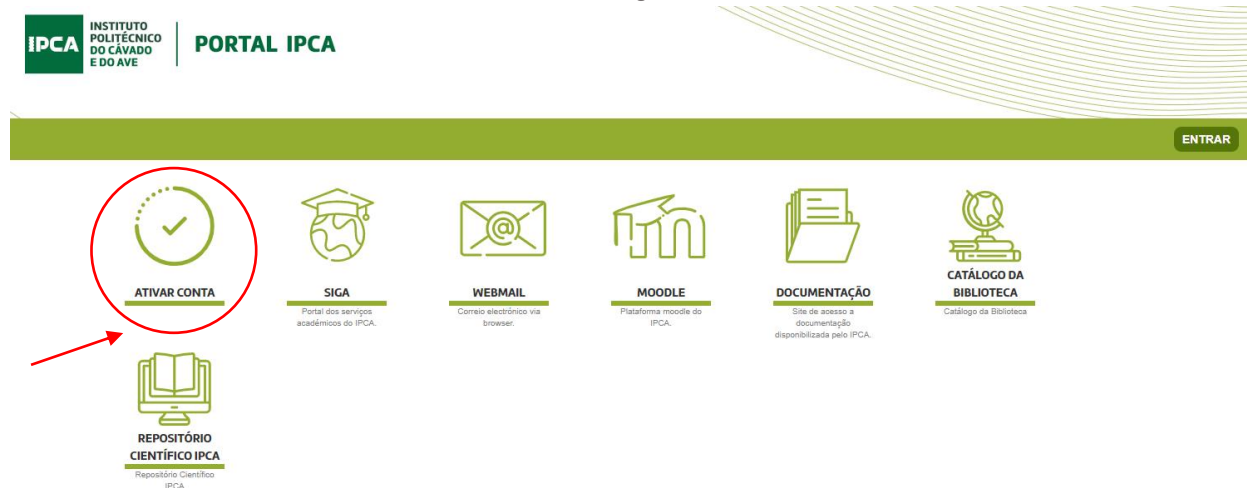 IPCA
INSTITUTO
POLITÉCNICO
DO CÁVADO
E DO AVE
PORTAL IPCA
ENTRAR
ATIVAR CONTA
SIGA
Portal dos serviços
académicos do IPCA.
WEBMAIL
Correio electrónico via
browser.
MOODLE
Plataforma moodle do
IPCA.
DOCUMENTAÇÃO
Site de acesso a
documentação
disponibilizada pelo IPCA.
CATÁLOGO DA
BIBLIOTECA
Catálogo da Biblioteca
REPOSITÓRIO
CIENTÍFICO IPCA
Repositório Científico
IPCA